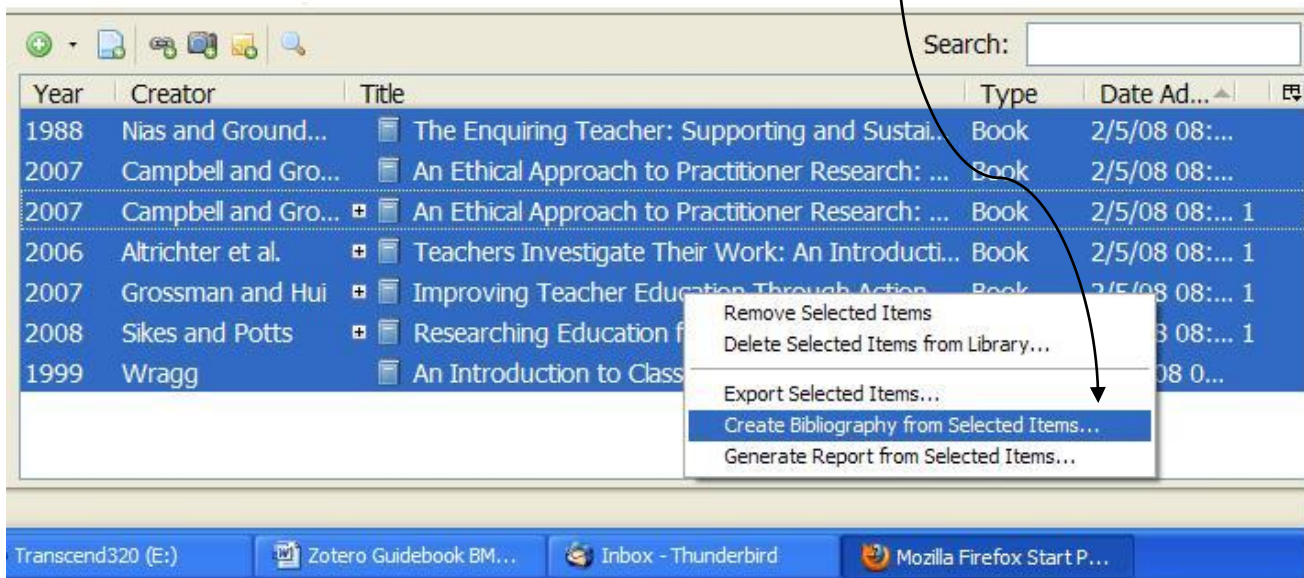 Search:
Year Creator Title Type Date Ad...
1988 Nias and Ground... The Enquiring Teacher: Supporting and Sustai... Book 2/5/08 08:...
2007 Campbell and Gro... An Ethical Approach to Practitioner Research: ... Book 2/5/08 08:...
2007 Campbell and Gro... An Ethical Approach to Practitioner Research: ... Book 2/5/08 08:... 1
2006 Altrichter et al. Teachers Investigate Their Work: An Introducti... Book 2/5/08 08:... 1
2007 Grossman and Hui Improving Teacher Education Through Action Book 2/5/08 08:... 1
2008 Sikes and Potts Researching Education f 8 08:... 1
1999 Wragg An Introduction to Class 08 0...
Remove Selected Items
Delete Selected Items from Library...
Export Selected Items...
Create Bibliography from Selected Items...
Generate Report from Selected Items...
Transcend320 (E:) Zotero Guidebook BM... Inbox - Thunderbird Mozilla Firefox Start P...